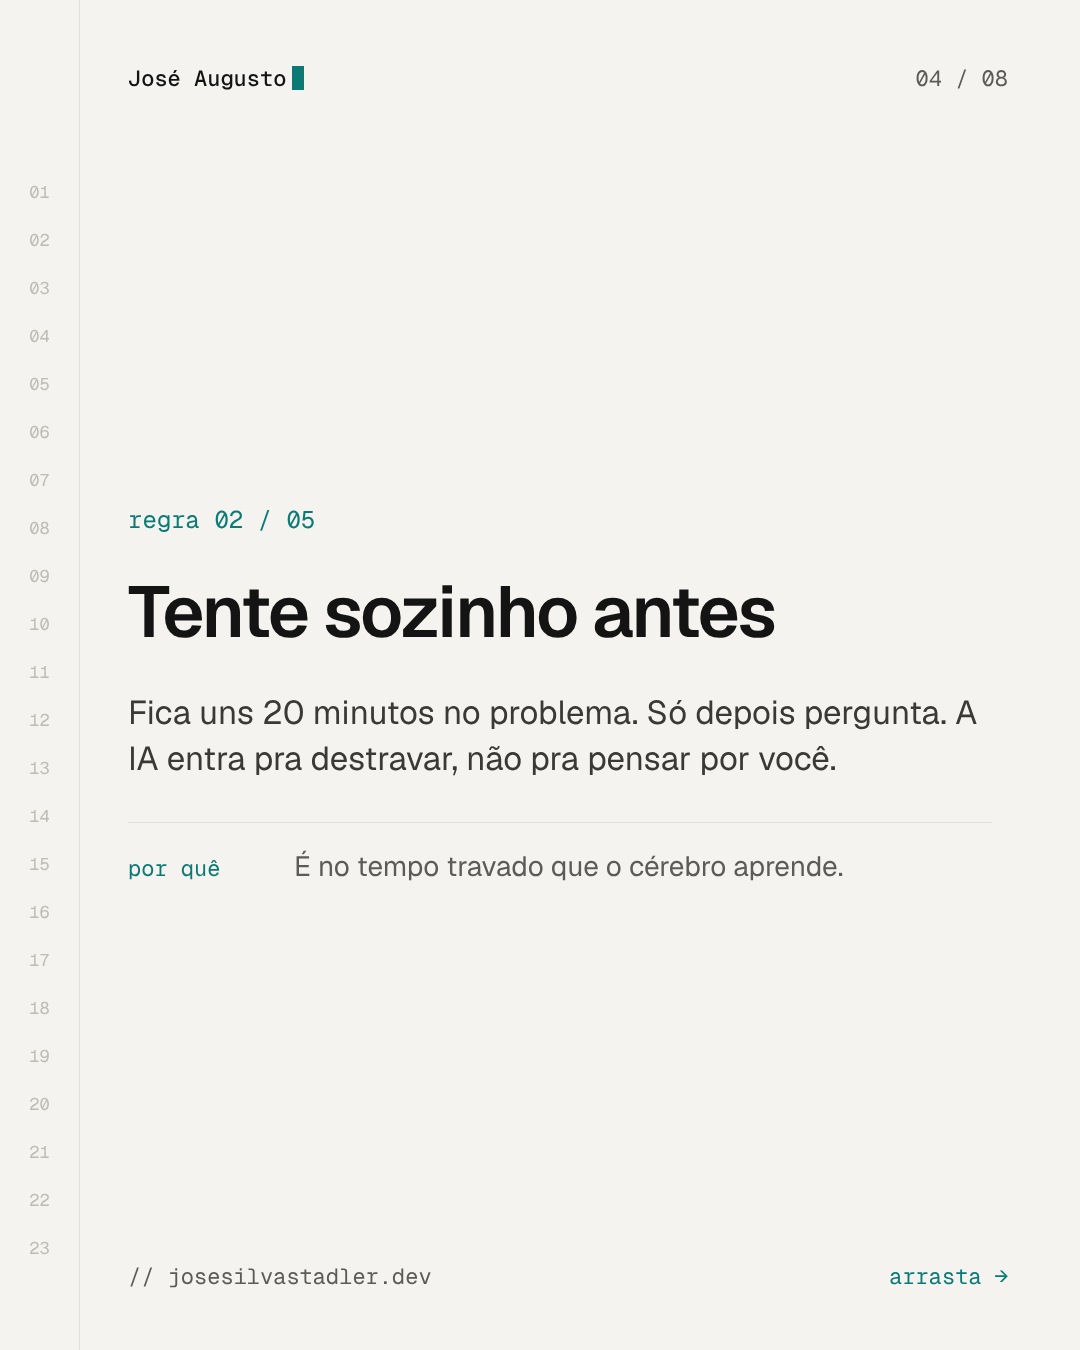 José Augusto
04 / 08
01
02
03
04
05
06
07
08
09
10
11
12
13
14
15
16
17
18
19
20
21
22
23
regra 02 / 05
Tente sozinho antes
Fica uns 20 minutos no problema. Só depois pergunta. A
IA entra pra destravar, não pra pensar por você.
por quê
É no tempo travado que o cérebro aprende.
// josesilvastadler.dev
arrasta →